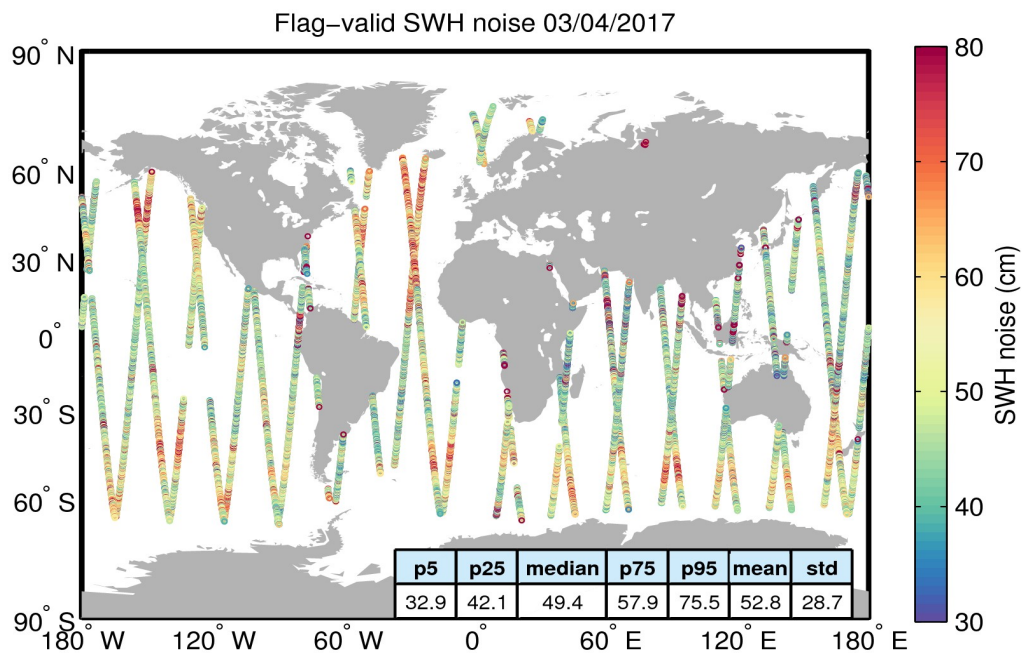 Flag−valid SWH noise 03/04/2017
90° N
60° N
30° N
0°
30° S
60° S
90° S
180° W
120° W
60° W
0°
60° E
120° E
180° E
p5 p25 median p75 p95 mean std
32.9 42.1 49.4 57.9 75.5 52.8 28.7
80
70
60
50
40
30
SWH noise (cm)